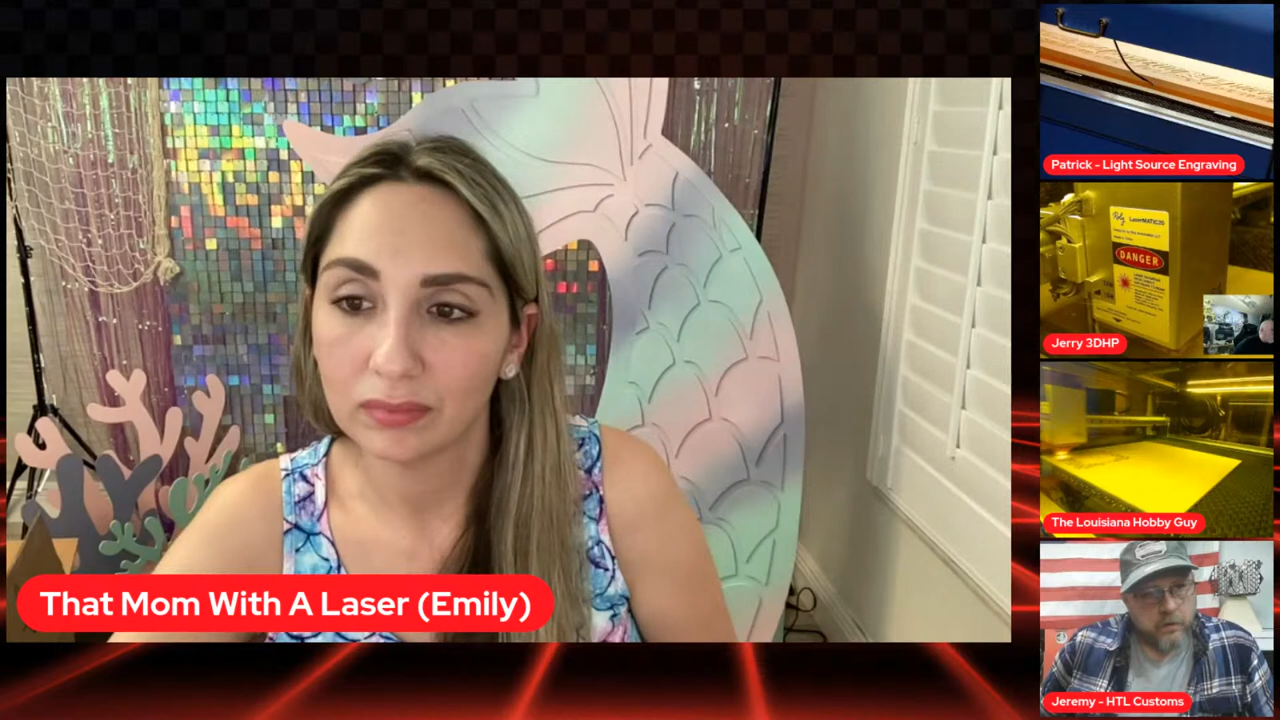 That Mom With A Laser (Emily)
Patrick - Light Source Engraving
LaserMATIC30
DANGER
Jerry 3DHP
The Louisiana Hobby Guy
Jeremy - HTL Customs